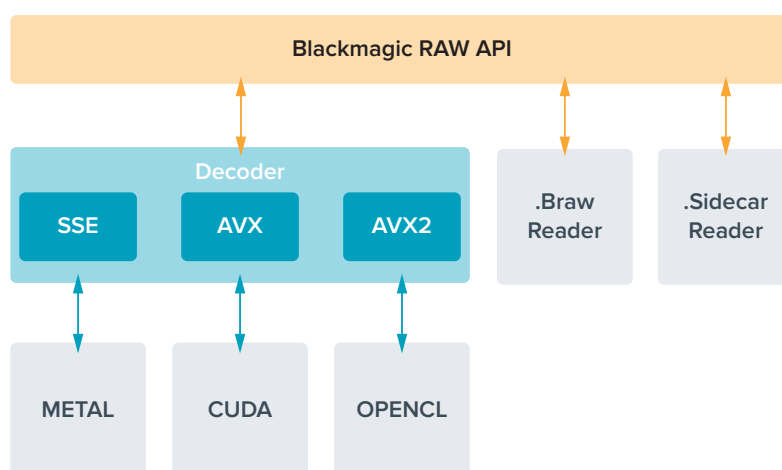 Blackmagic RAW API
Decoder
SSE
AVX
AVX2
.Braw
Reader
.Sidecar
Reader
METAL
CUDA
OPENCL